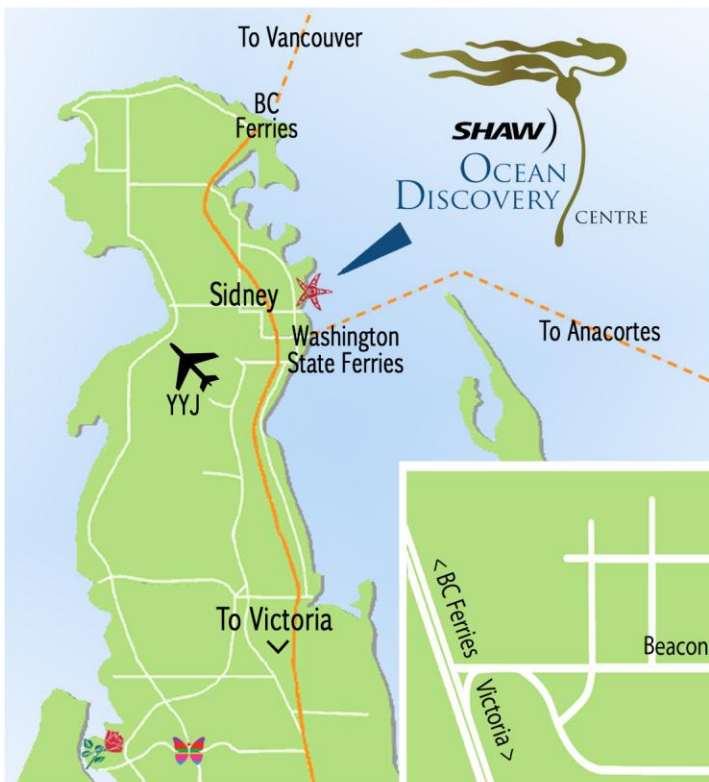 To Vancouver
BC
Ferries
SHAW)
OCEAN
DISCOVERY
CENTRE
Sidney
Washington
State Ferries
To Anacortes
YYJ
To Victoria
< BC Ferries
Beacon
Victoria >